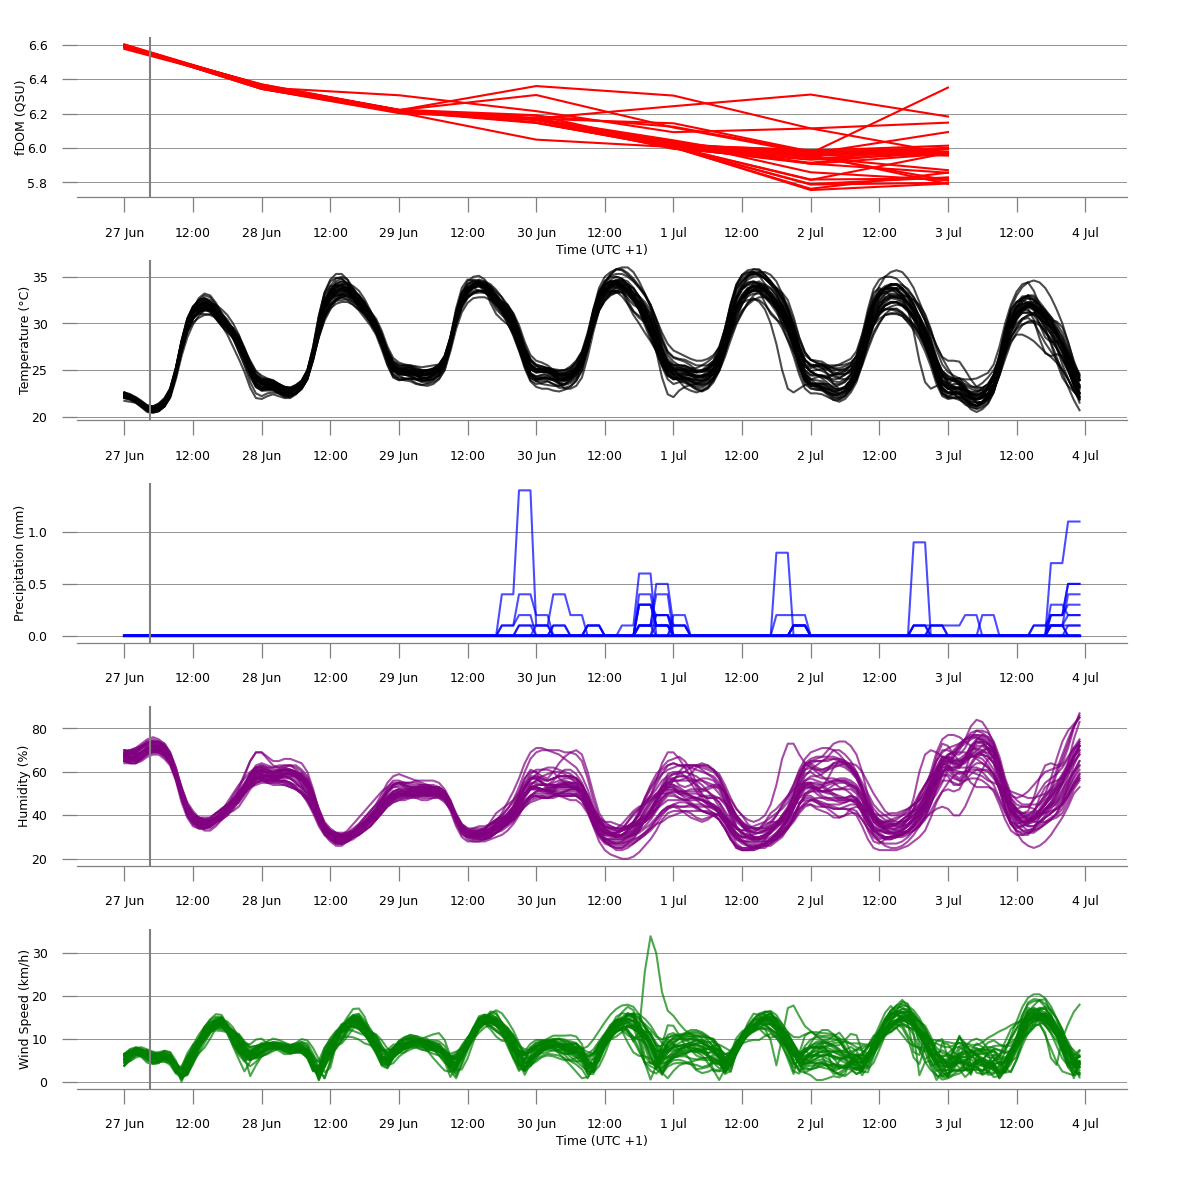 fDOM (QSU)
6.6
6.4
6.2
6.0
5.8
27 Jun 12:00 28 Jun 12:00 29 Jun 12:00 30 Jun 12:00 1 Jul 12:00 2 Jul 12:00 3 Jul 12:00 4 Jul
Time (UTC +1)
Temperature (°C)
35
30
25
20
27 Jun 12:00 28 Jun 12:00 29 Jun 12:00 30 Jun 12:00 1 Jul 12:00 2 Jul 12:00 3 Jul 12:00 4 Jul
Precipitation (mm)
1.0
0.5
0.0
27 Jun 12:00 28 Jun 12:00 29 Jun 12:00 30 Jun 12:00 1 Jul 12:00 2 Jul 12:00 3 Jul 12:00 4 Jul
Humidity (%)
80
60
40
20
27 Jun 12:00 28 Jun 12:00 29 Jun 12:00 30 Jun 12:00 1 Jul 12:00 2 Jul 12:00 3 Jul 12:00 4 Jul
Wind Speed (km/h)
30
20
10
0
27 Jun 12:00 28 Jun 12:00 29 Jun 12:00 30 Jun 12:00 1 Jul 12:00 2 Jul 12:00 3 Jul 12:00 4 Jul
Time (UTC +1)